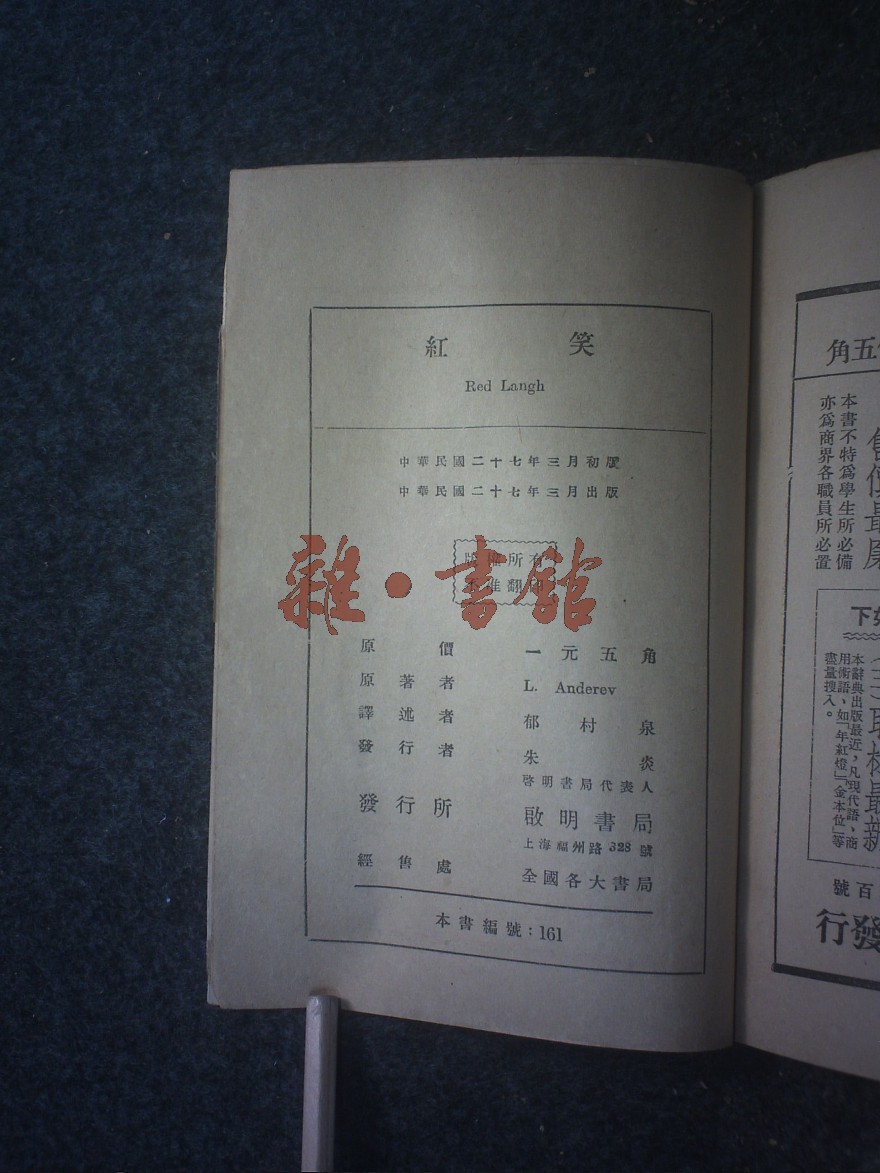 紅笑
Red Langh
中華民國二十七年三月初版
中華民國二十七年三月出版
版權所有
不准翻印
雜·書館
原價 一元五角
原著者 L. Anderev
譯述者 郁村泉
發行者 朱炎
啓明書局代表人
發行所 啟明書局
上海福州路328號
經售處 全國各大書局
本書編號：161
五角
本書不特爲學生所必備
亦爲商界各職員所必置
如下
本辭典出版最近，凡現代語、商
用術語、如「年紅燈」「金本位」等
盡量搜入。
百號
發行